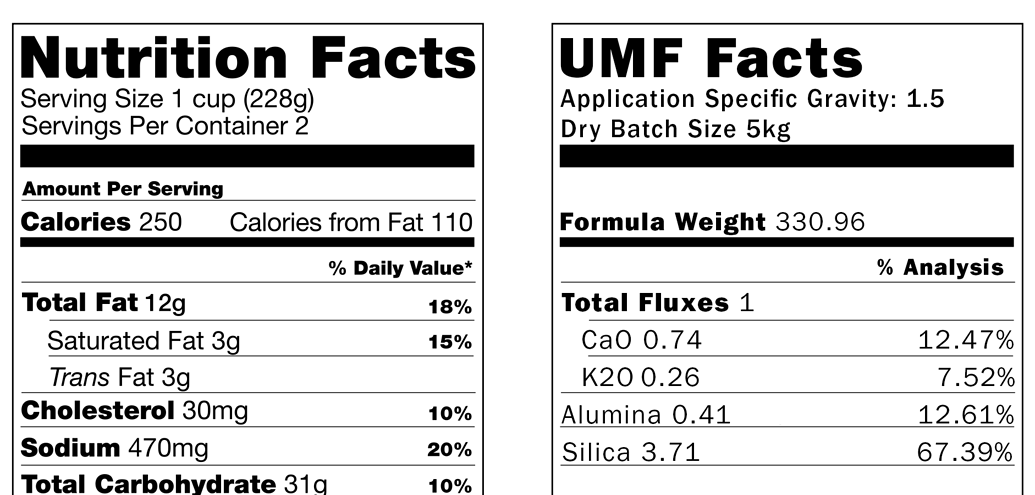 Nutrition Facts
Serving Size 1 cup (228g)
Servings Per Container 2
Amount Per Serving
Calories 250 Calories from Fat 110
% Daily Value*
Total Fat 12g 18%
Saturated Fat 3g 15%
Trans Fat 3g
Cholesterol 30mg 10%
Sodium 470mg 20%
Total Carbohydrate 31g 10%
UMF Facts
Application Specific Gravity: 1.5
Dry Batch Size 5kg
Formula Weight 330.96
% Analysis
Total Fluxes 1
CaO 0.74 12.47%
K2O 0.26 7.52%
Alumina 0.41 12.61%
Silica 3.71 67.39%